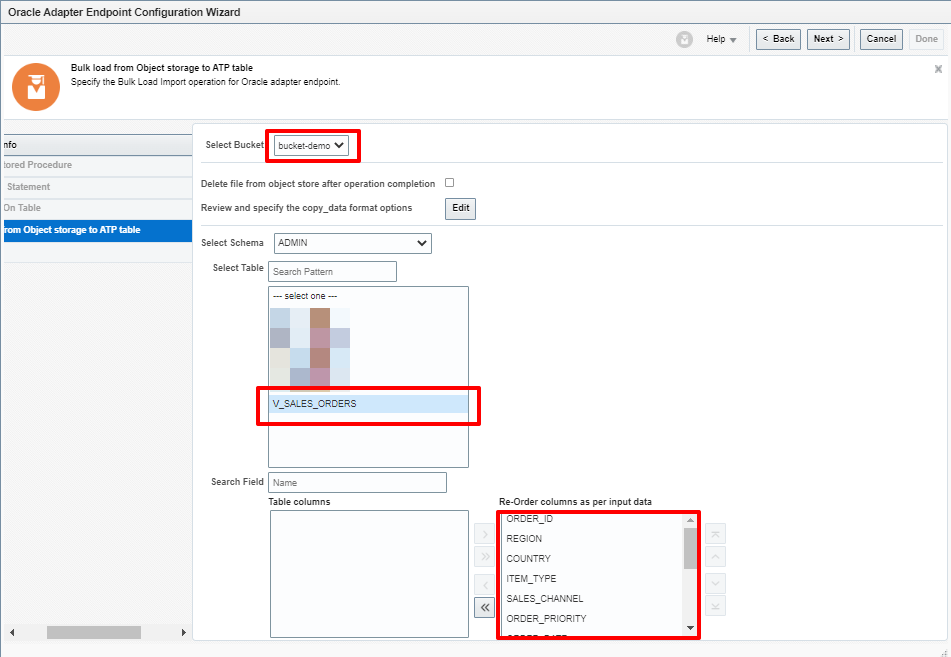 Oracle Adapter Endpoint Configuration Wizard
Help
< Back
Next >
Cancel
Done
Bulk load from Object storage to ATP table
Specify the Bulk Load Import operation for Oracle adapter endpoint.
x
nfo
tored Procedure
Statement
On Table
rom Object storage to ATP table
Select Bucket
bucket-demo
Delete file from object store after operation completion
Review and specify the copy_data format options
Edit
Select Schema
ADMIN
Select Table
Search Pattern
--- select one ---
V_SALES_ORDERS
Search Field
Name
Table columns
Re-Order columns as per input data
ORDER_ID
REGION
COUNTRY
ITEM_TYPE
SALES_CHANNEL
ORDER_PRIORITY